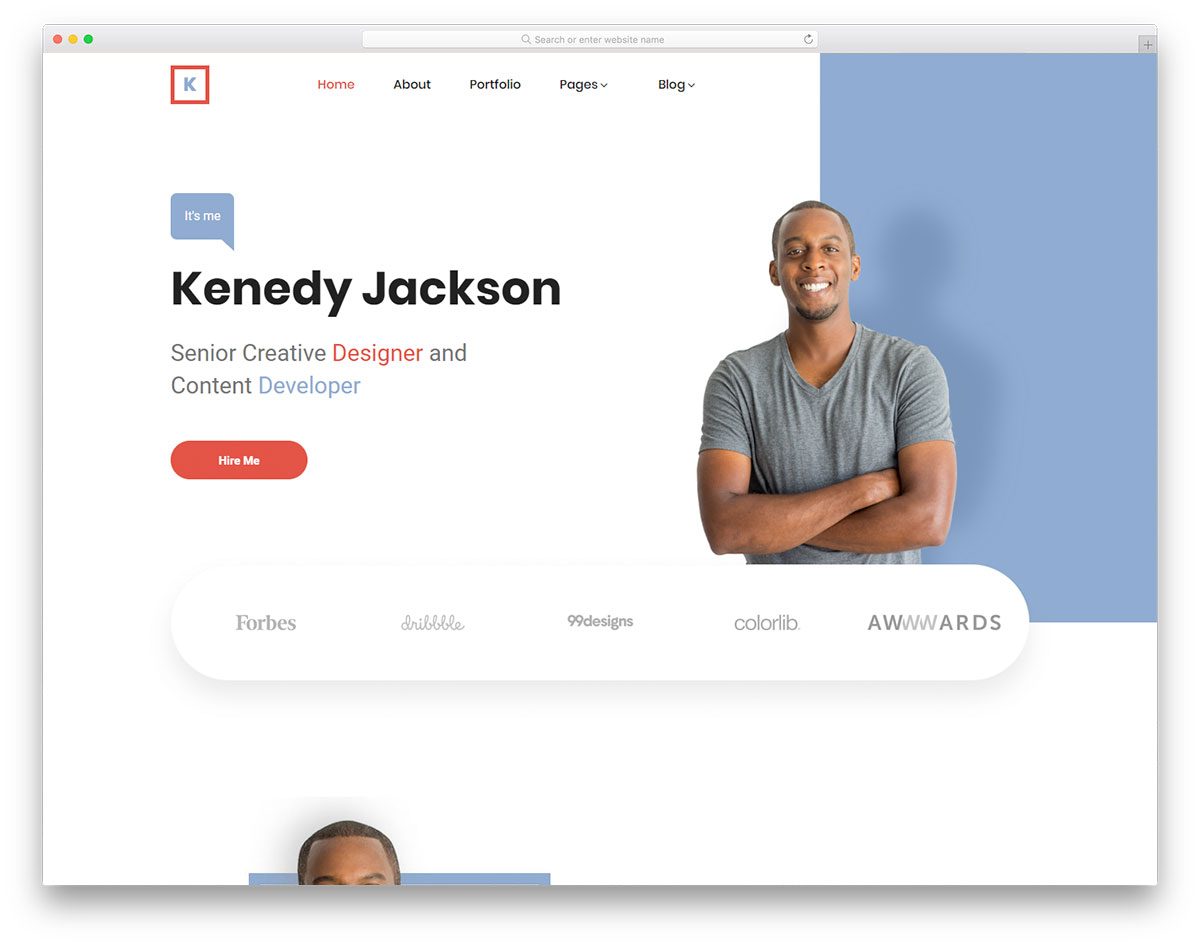 Search or enter website name
K
Home About Portfolio Pages Blog
It's me
Kenedy Jackson
Senior Creative Designer and
Content Developer
Hire Me
Forbes dribbble 99designs colorlib. AWWWARDS